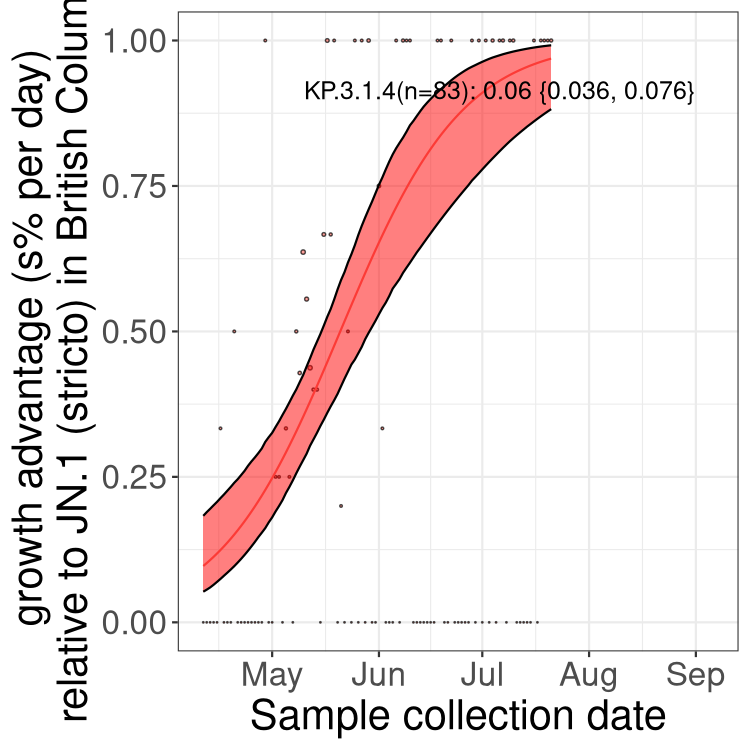 growth advantage (s% per day)
relative to JN.1 (stricto) in British Colum
1.00
0.75
0.50
0.25
0.00
KP.3.1.4(n=83): 0.06 {0.036, 0.076}
May Jun Jul Aug Sep
Sample collection date